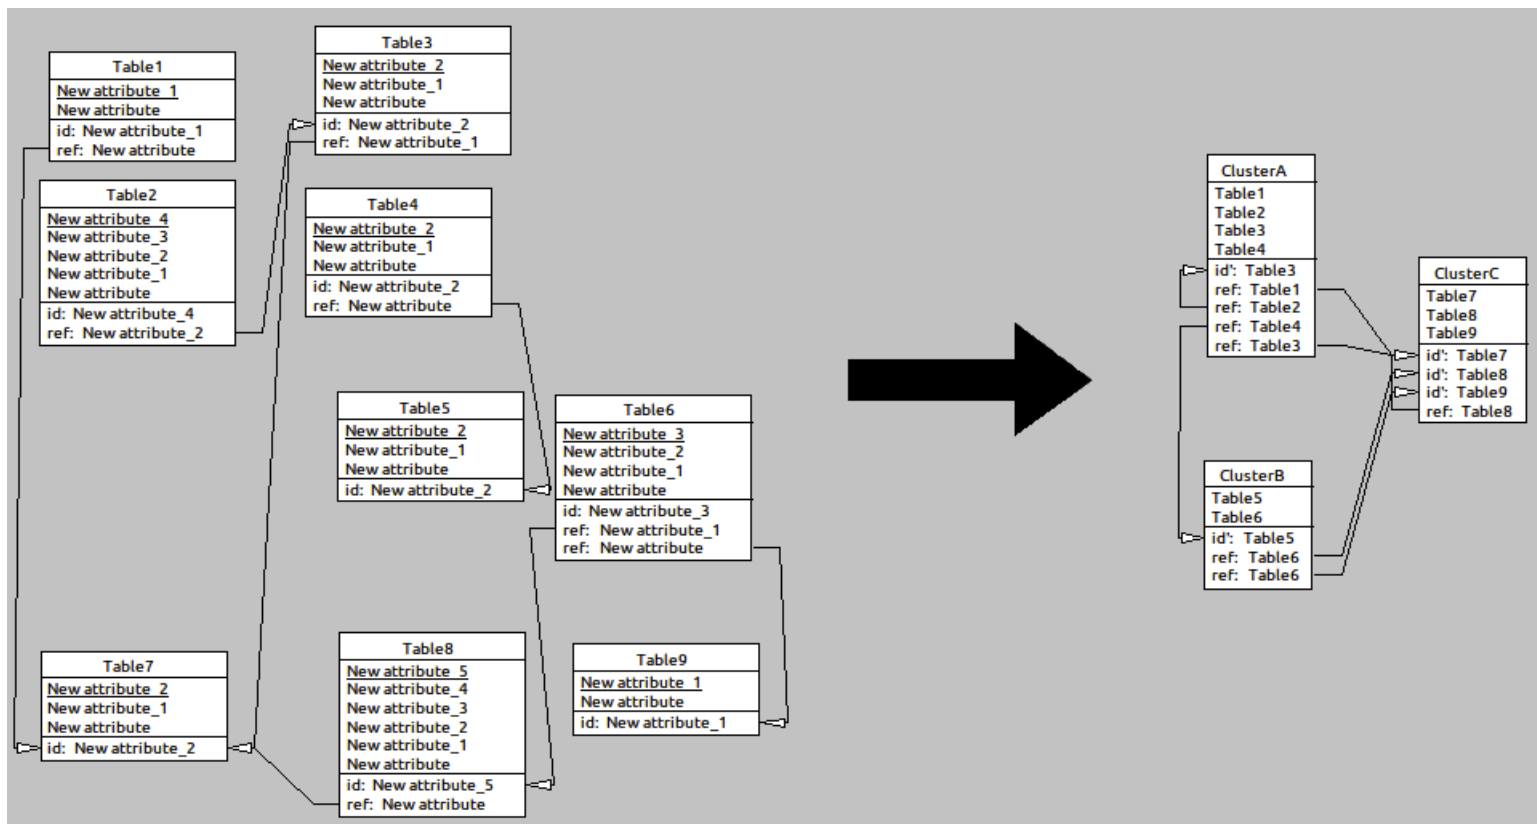 Table1
New attribute_1
New attribute
id: New attribute_1
ref: New attribute
Table3
New attribute_2
New attribute_1
New attribute
id: New attribute_2
ref: New attribute_1
Table2
New attribute_4
New attribute_3
New attribute_2
New attribute_1
New attribute
id: New attribute_4
ref: New attribute_2
Table4
New attribute_2
New attribute_1
New attribute
id: New attribute_2
ref: New attribute
Table5
New attribute_2
New attribute_1
New attribute
id: New attribute_2
Table6
New attribute_3
New attribute_2
New attribute_1
New attribute
id: New attribute_3
ref: New attribute_1
ref: New attribute
Table7
New attribute_2
New attribute_1
New attribute
id: New attribute_2
Table8
New attribute_5
New attribute_4
New attribute_3
New attribute_2
New attribute_1
New attribute
id: New attribute_5
ref: New attribute
Table9
New attribute_1
New attribute
id: New attribute_1
ClusterA
Table1
Table2
Table3
Table4
id': Table3
ref: Table1
ref: Table2
ref: Table4
ref: Table3
ClusterC
Table7
Table8
Table9
id': Table7
id': Table8
id': Table9
ref: Table8
ClusterB
Table5
Table6
id': Table5
ref: Table6
ref: Table6